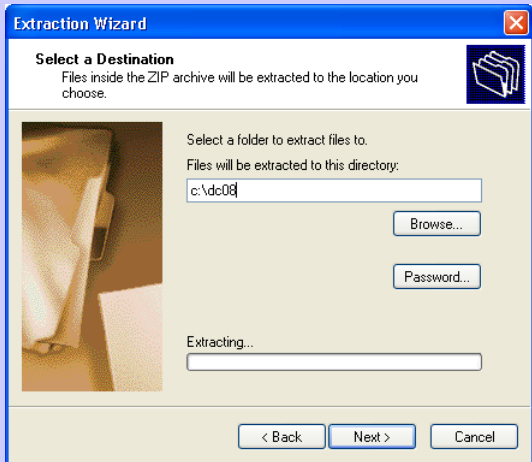 Extraction Wizard
Select a Destination
Files inside the ZIP archive will be extracted to the location you
choose.
Select a folder to extract files to.
Files will be extracted to this directory:
c:\dc08
Browse...
Password...
Extracting...
< Back Next > Cancel